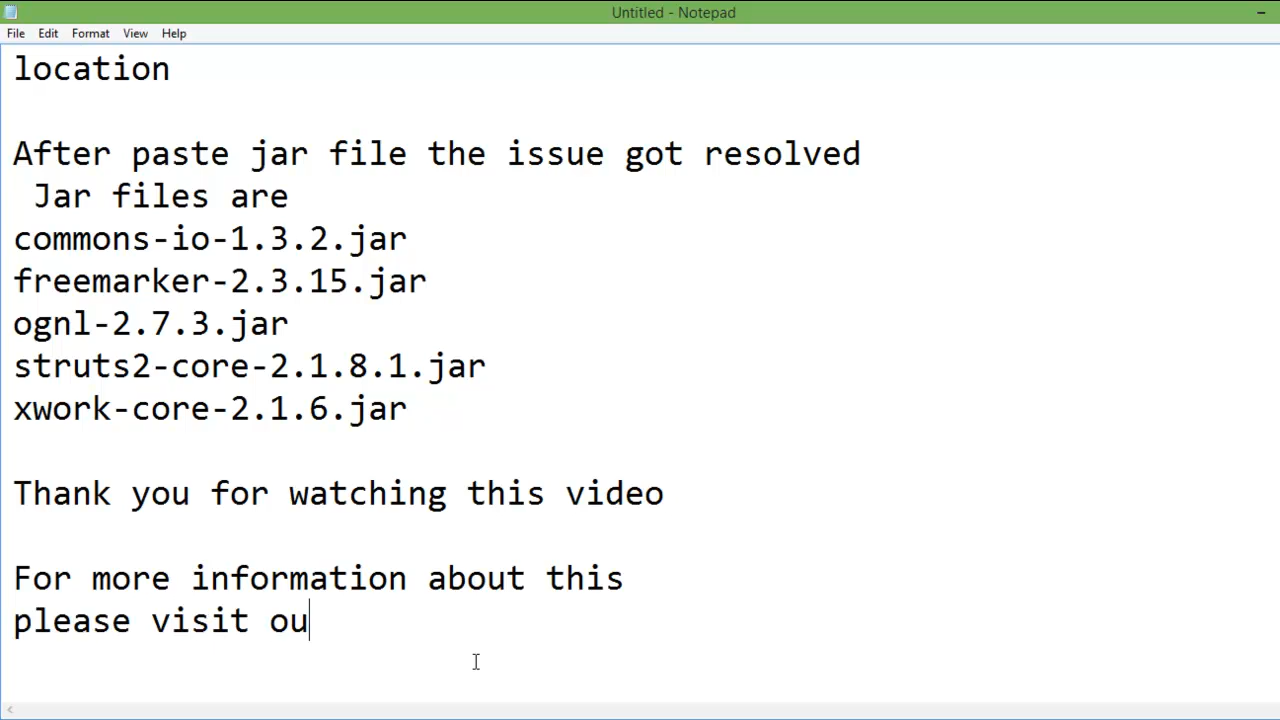 Untitled - Notepad
File Edit Format View Help
location
After paste jar file the issue got resolved
Jar files are
commons-io-1.3.2.jar
freemarker-2.3.15.jar
ognl-2.7.3.jar
struts2-core-2.1.8.1.jar
xwork-core-2.1.6.jar
Thank you for watching this video
For more information about this
please visit ou